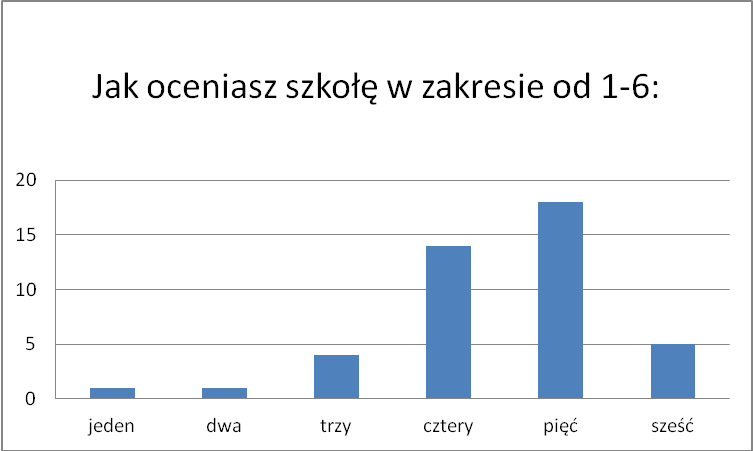 Jak oceniasz szkołę w zakresie od 1-6:
20
15
10
5
0
jeden dwa trzy cztery pięć sześć